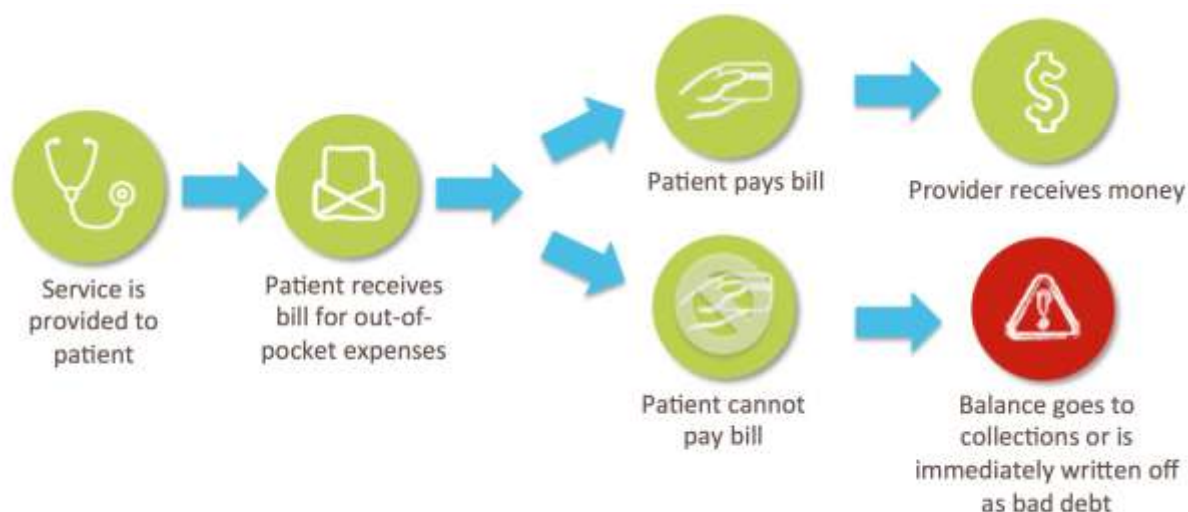 Service is
provided to
patient
Patient receives
bill for out-of-
pocket expenses
Patient pays bill
Provider receives money
Patient cannot
pay bill
Balance goes to
collections or is
immediately written off
as bad debt